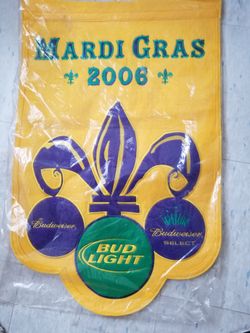 MARDI GRAS
2006
Budweiser
BUD
LIGHT
Budweiser
SELECT